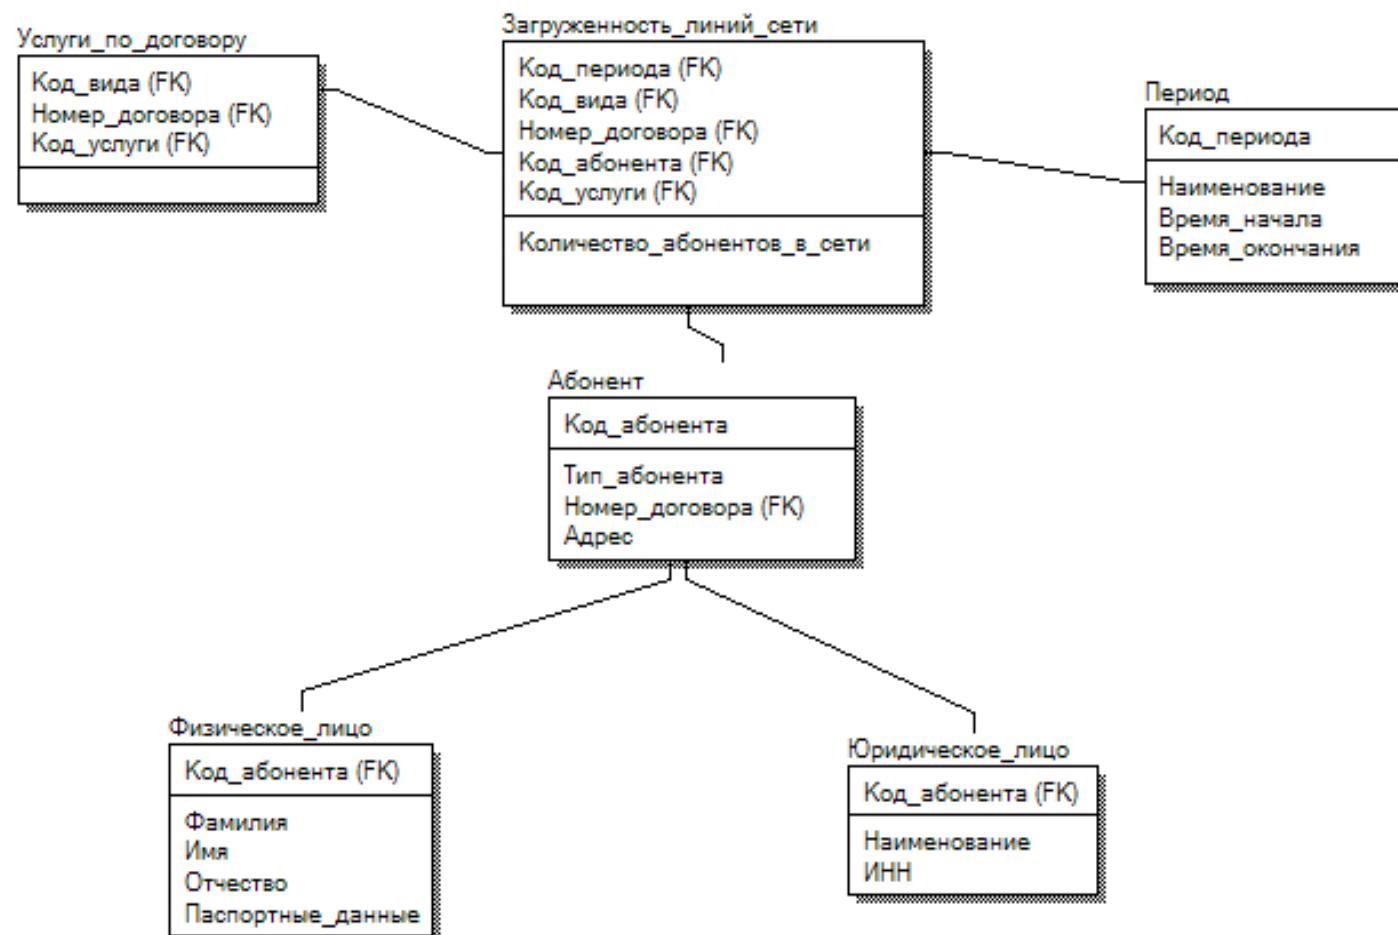 Услуги_по_договору
Код_вида (FK)
Номер_договора (FK)
Код_услуги (FK)
Загруженность_линий_сети
Код_периода (FK)
Код_вида (FK)
Номер_договора (FK)
Код_абонента (FK)
Код_услуги (FK)
Количество_абонентов_в_сети
Период
Код_периода
Наименование
Время_начала
Время_окончания
Абонент
Код_абонента
Тип_абонента
Номер_договора (FK)
Адрес
Физическое_лицо
Код_абонента (FK)
Фамилия
Имя
Отчество
Паспортные_данные
Юридическое_лицо
Код_абонента (FK)
Наименование
ИНН